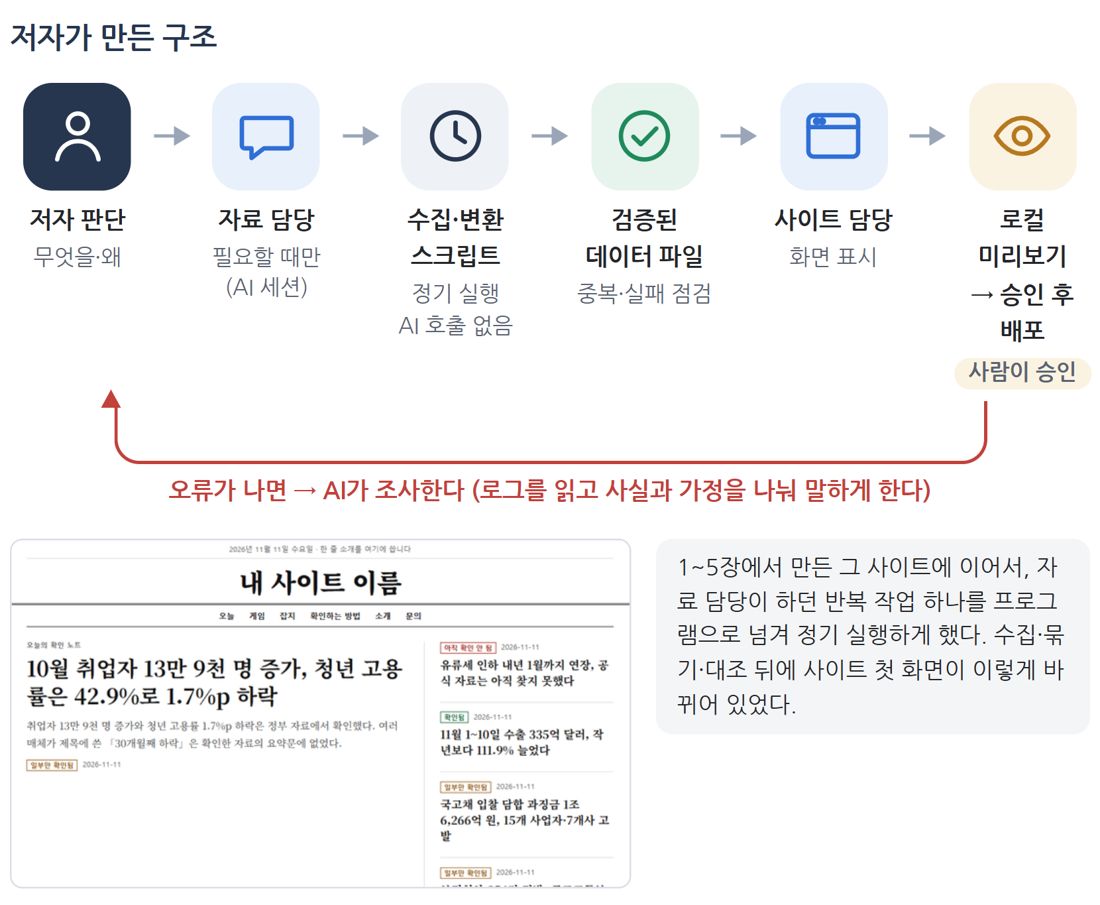 저자가 만든 구조
저자 판단
무엇을·왜
자료 담당
필요할 때만
(AI 세션)
수집·변환
스크립트
정기 실행
AI 호출 없음
검증된
데이터 파일
중복·실패 점검
사이트 담당
화면 표시
로컬
미리보기
→ 승인 후
배포
사람이 승인
오류가 나면 → AI가 조사한다 (로그를 읽고 사실과 가정을 나눠 말하게 한다)
2026년 11월 11일 수요일 · 한 줄 소개를 여기에 씁니다
내 사이트 이름
오늘 게임 잡지 확인하는 방법 소개 문의
오늘의 확인 노트
10월 취업자 13만 9천 명 증가, 청년 고용
률은 42.9%로 1.7%p 하락
취업자 13만 9천 명 증가와 청년 고용률 1.7%p 하락은 정부 자료에서 확인했다. 여러
매체가 제목에 쓴 「30개월째 하락」은 확인한 자료의 요약문에 없었다.
일부만 확인됨 2026-11-11
아직 확인 안 됨 2026-11-11
유류세 인하 내년 1월까지 연장, 공
식 자료는 아직 찾지 못했다
확인됨 2026-11-11
11월 1~10일 수출 335억 달러, 작
년보다 111.9% 늘었다
일부만 확인됨 2026-11-11
국고채 입찰 담합 과징금 1조
6,266억 원, 15개 사업자·7개사 고
발
일부만 확인됨 2026-11-11
1~5장에서 만든 그 사이트에 이어서, 자
료 담당이 하던 반복 작업 하나를 프로그
램으로 넘겨 정기 실행하게 했다. 수집·묶
기·대조 뒤에 사이트 첫 화면이 이렇게 바
뀌어 있었다.